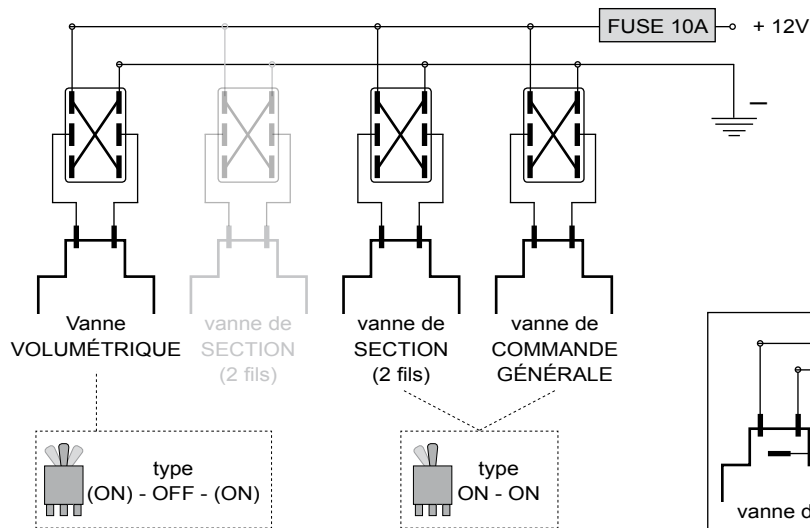 FUSE 10A
+ 12V
–
Vanne
VOLUMÉTRIQUE
vanne de
SECTION
(2 fils)
vanne de
SECTION
(2 fils)
vanne de
COMMANDE
GÉNÉRALE
type
(ON) - OFF - (ON)
type
ON - ON
vanne d